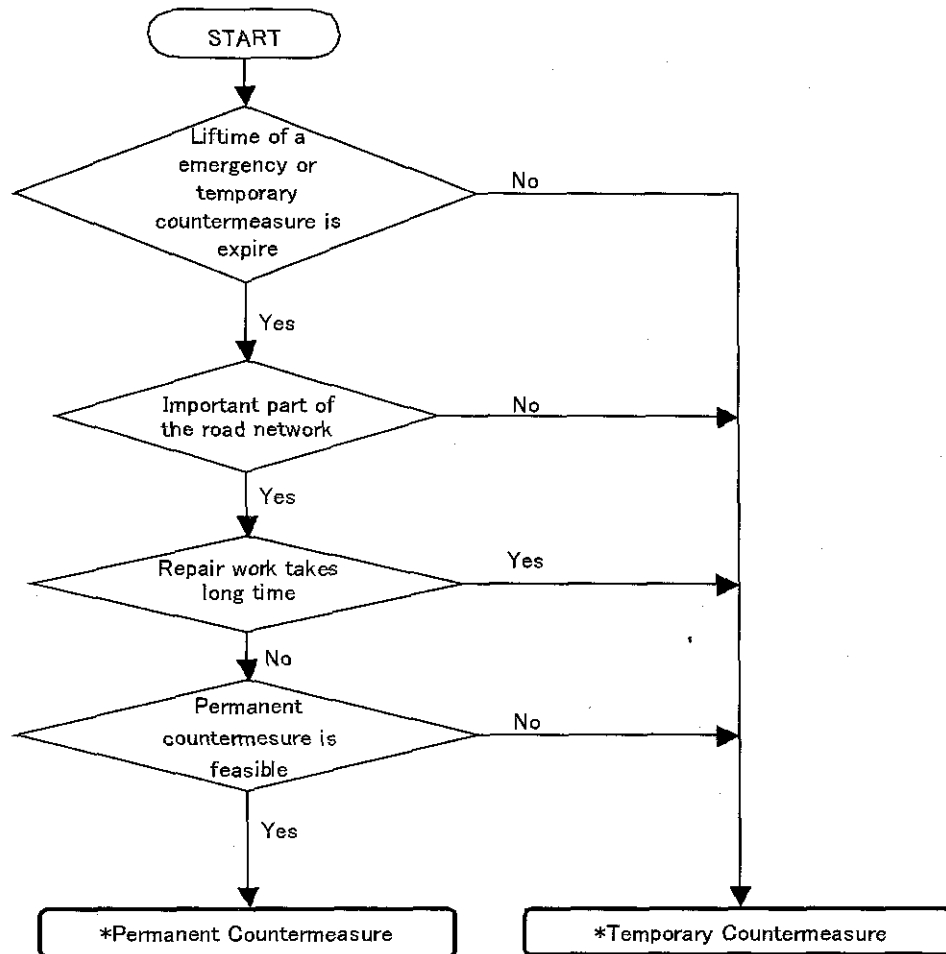 START
Liftime of a
emergency or
temporary
countermeasure is
expire
No
Yes
Important part of
the road network
No
Yes
Repair work takes
long time
Yes
No
Permanent
countermesure is
feasible
No
Yes
*Permanent Countermeasure
*Temporary Countermeasure